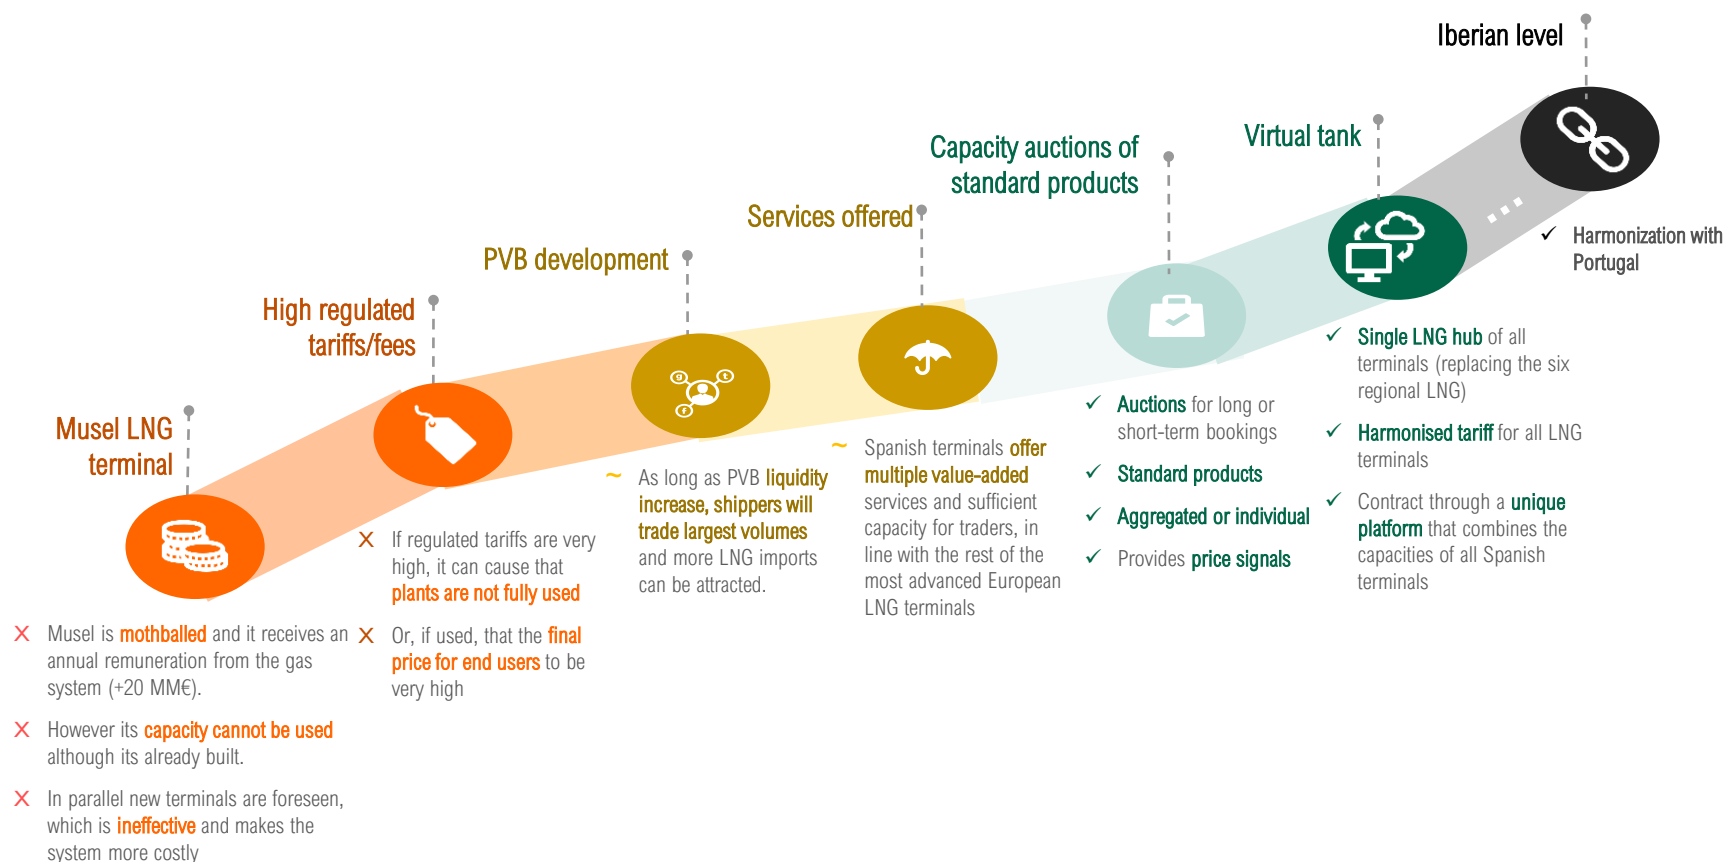 Musel LNG
terminal
X Musel is mothballed and it receives an
annual remuneration from the gas
system (+20 MM€).
X However its capacity cannot be used
although its already built.
X In parallel new terminals are foreseen,
which is ineffective and makes the
system more costly
High regulated
tariffs/fees
X If regulated tariffs are very
high, it can cause that
plants are not fully used
X Or, if used, that the final
price for end users to be
very high
PVB development
~ As long as PVB liquidity
increase, shippers will
trade largest volumes
and more LNG imports
can be attracted.
Services offered
~ Spanish terminals offer
multiple value-added
services and sufficient
capacity for traders, in
line with the rest of the
most advanced European
LNG terminals
Capacity auctions of
standard products
✓ Auctions for long or
short-term bookings
✓ Standard products
✓ Aggregated or individual
✓ Provides price signals
Virtual tank
✓ Single LNG hub of all
terminals (replacing the six
regional LNG)
✓ Harmonised tariff for all LNG
terminals
✓ Contract through a unique
platform that combines the
capacities of all Spanish
terminals
Iberian level
✓ Harmonization with
Portugal
g
t
f
...